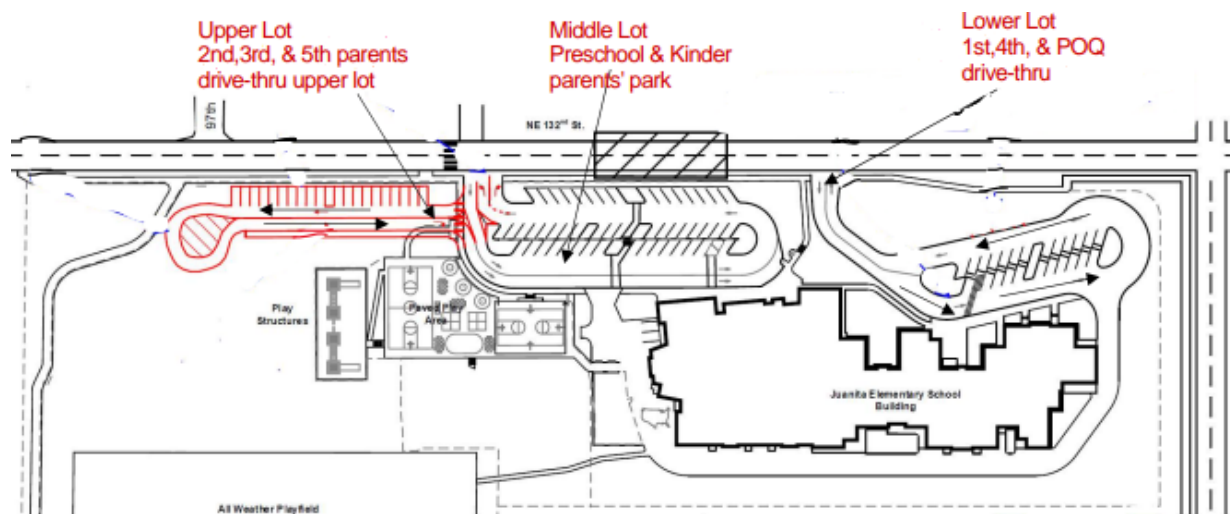 Upper Lot
2nd,3rd, & 5th parents
drive-thru upper lot
Middle Lot
Preschool & Kinder
parents' park
Lower Lot
1st,4th, & POQ
drive-thru
97th
NE 132nd St.
Play
Structures
Paved Play
Area
Juanita Elementary School
Building
All Weather Playfield